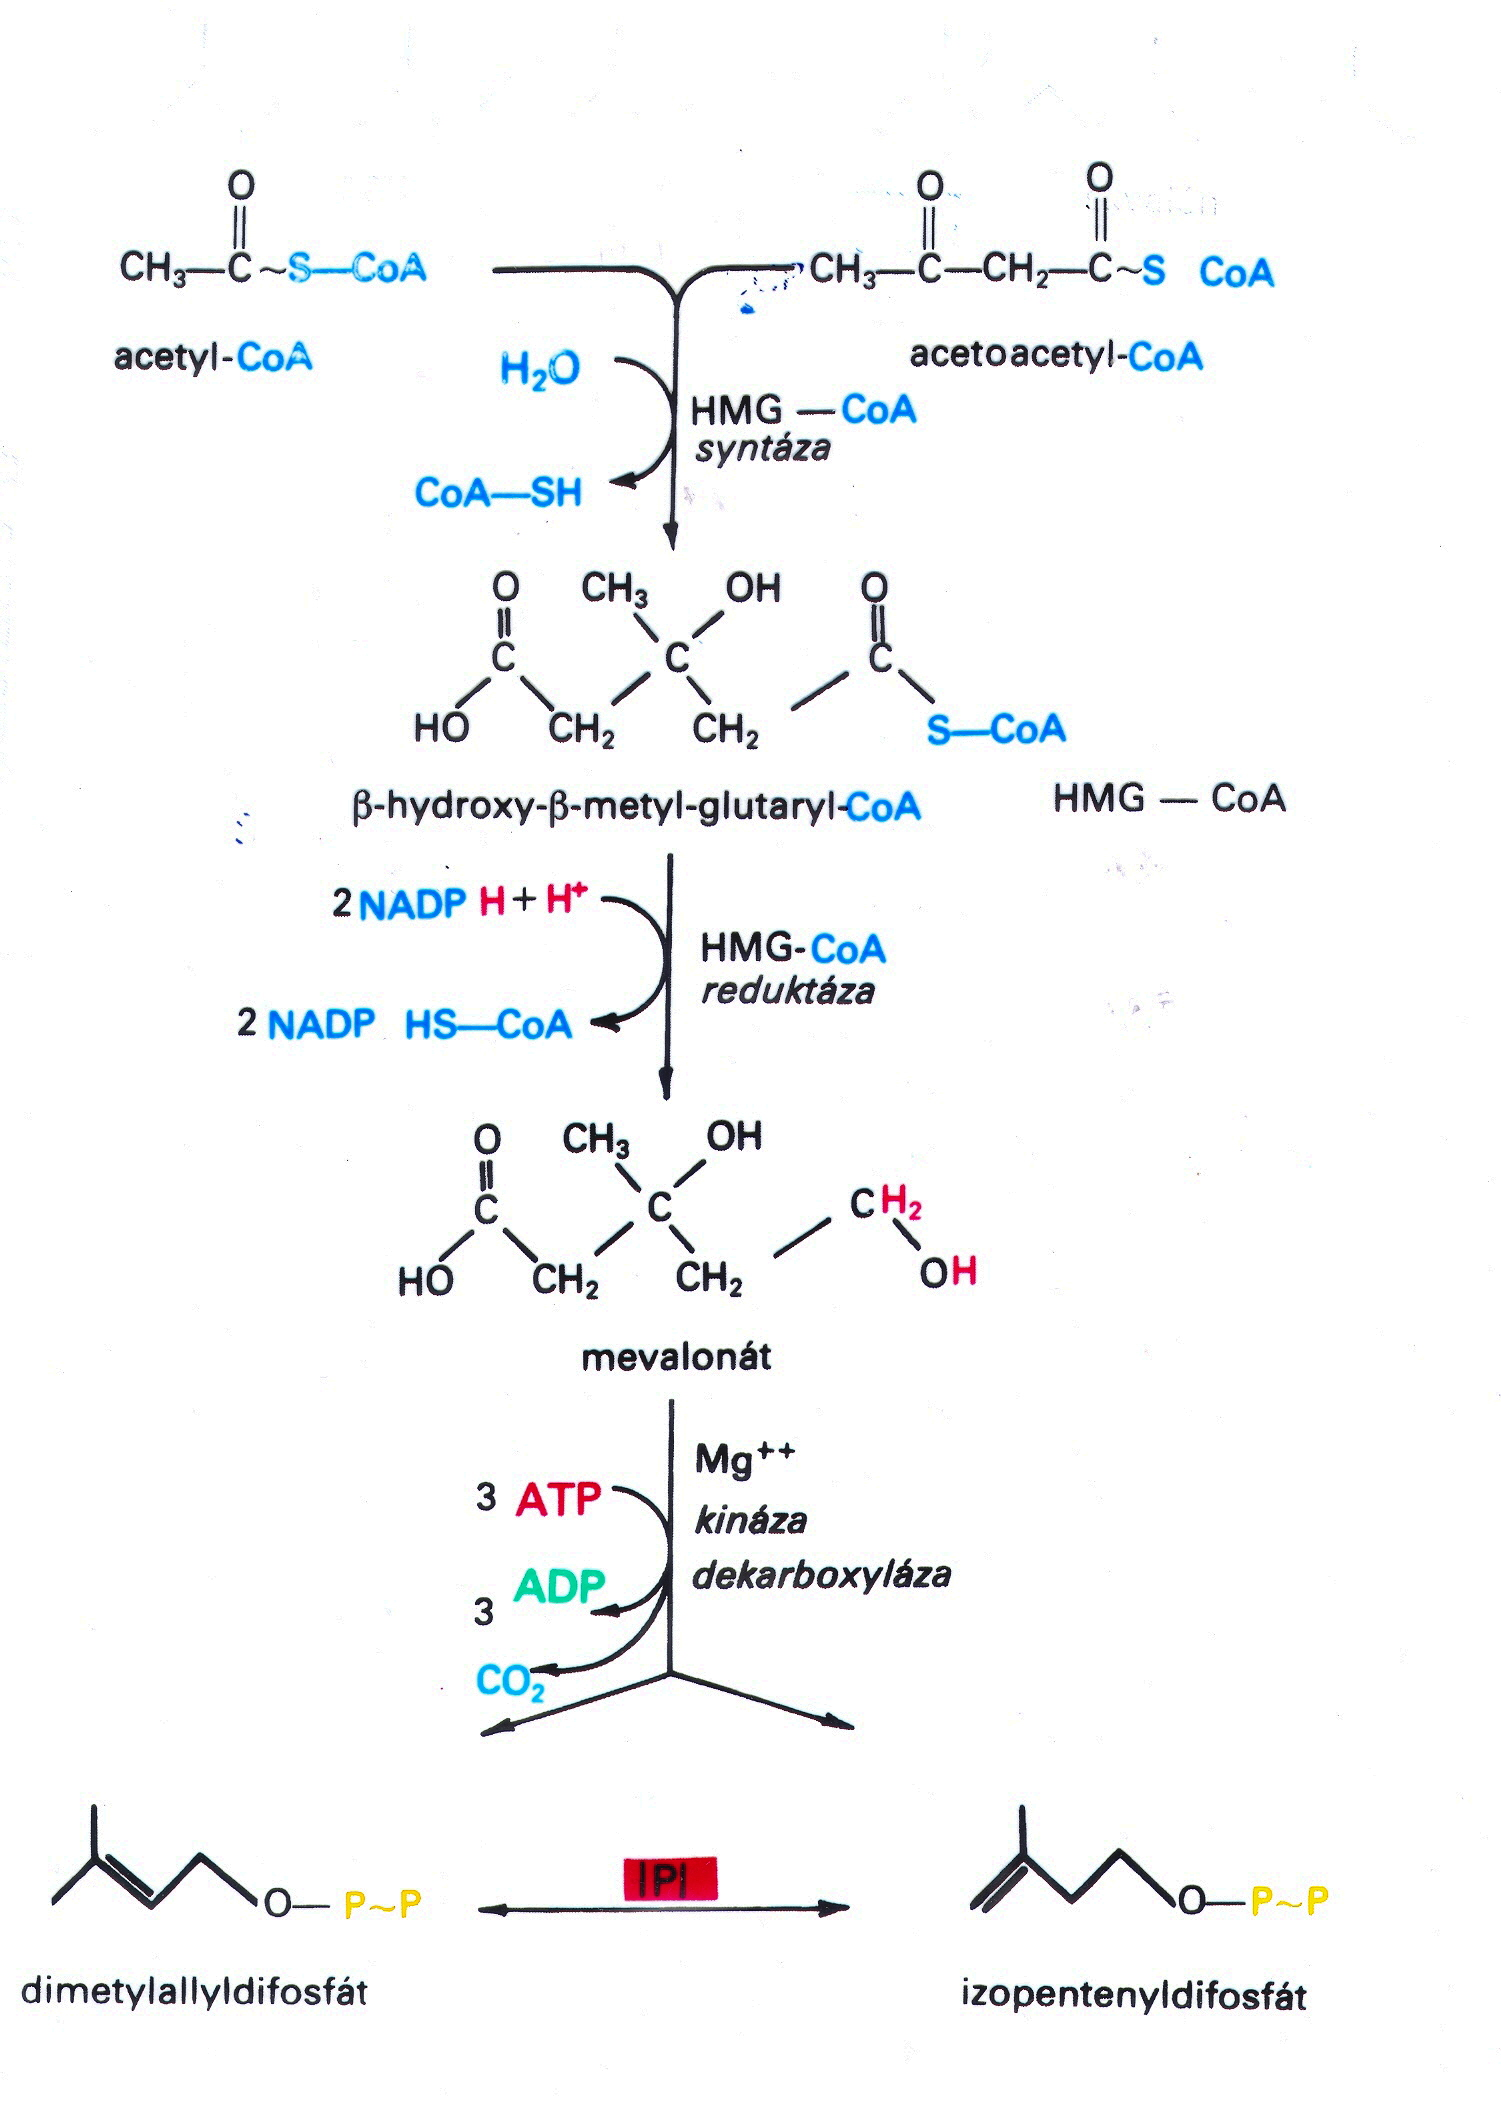 O
O
O
CH₃—C~S—CoA
CH₃—C—CH₂—C~S CoA
acetyl-CoA
acetoacetyl-CoA
H₂O
HMG — CoA
syntáza
CoA—SH
O CH₃ OH O
C C C
HO CH₂ CH₂ S—CoA
β-hydroxy-β-metyl-glutaryl-CoA
HMG — CoA
2 NADP H + H⁺
HMG-CoA
reduktáza
2 NADP HS—CoA
O CH₃ OH
C C CH₂
HO CH₂ CH₂ OH
mevalonát
Mg⁺⁺
3 ATP
kináza
dekarboxyláza
3 ADP
CO₂
IPI
O—P~P
O—P~P
dimetylallyldifosfát
izopentenyldifosfát